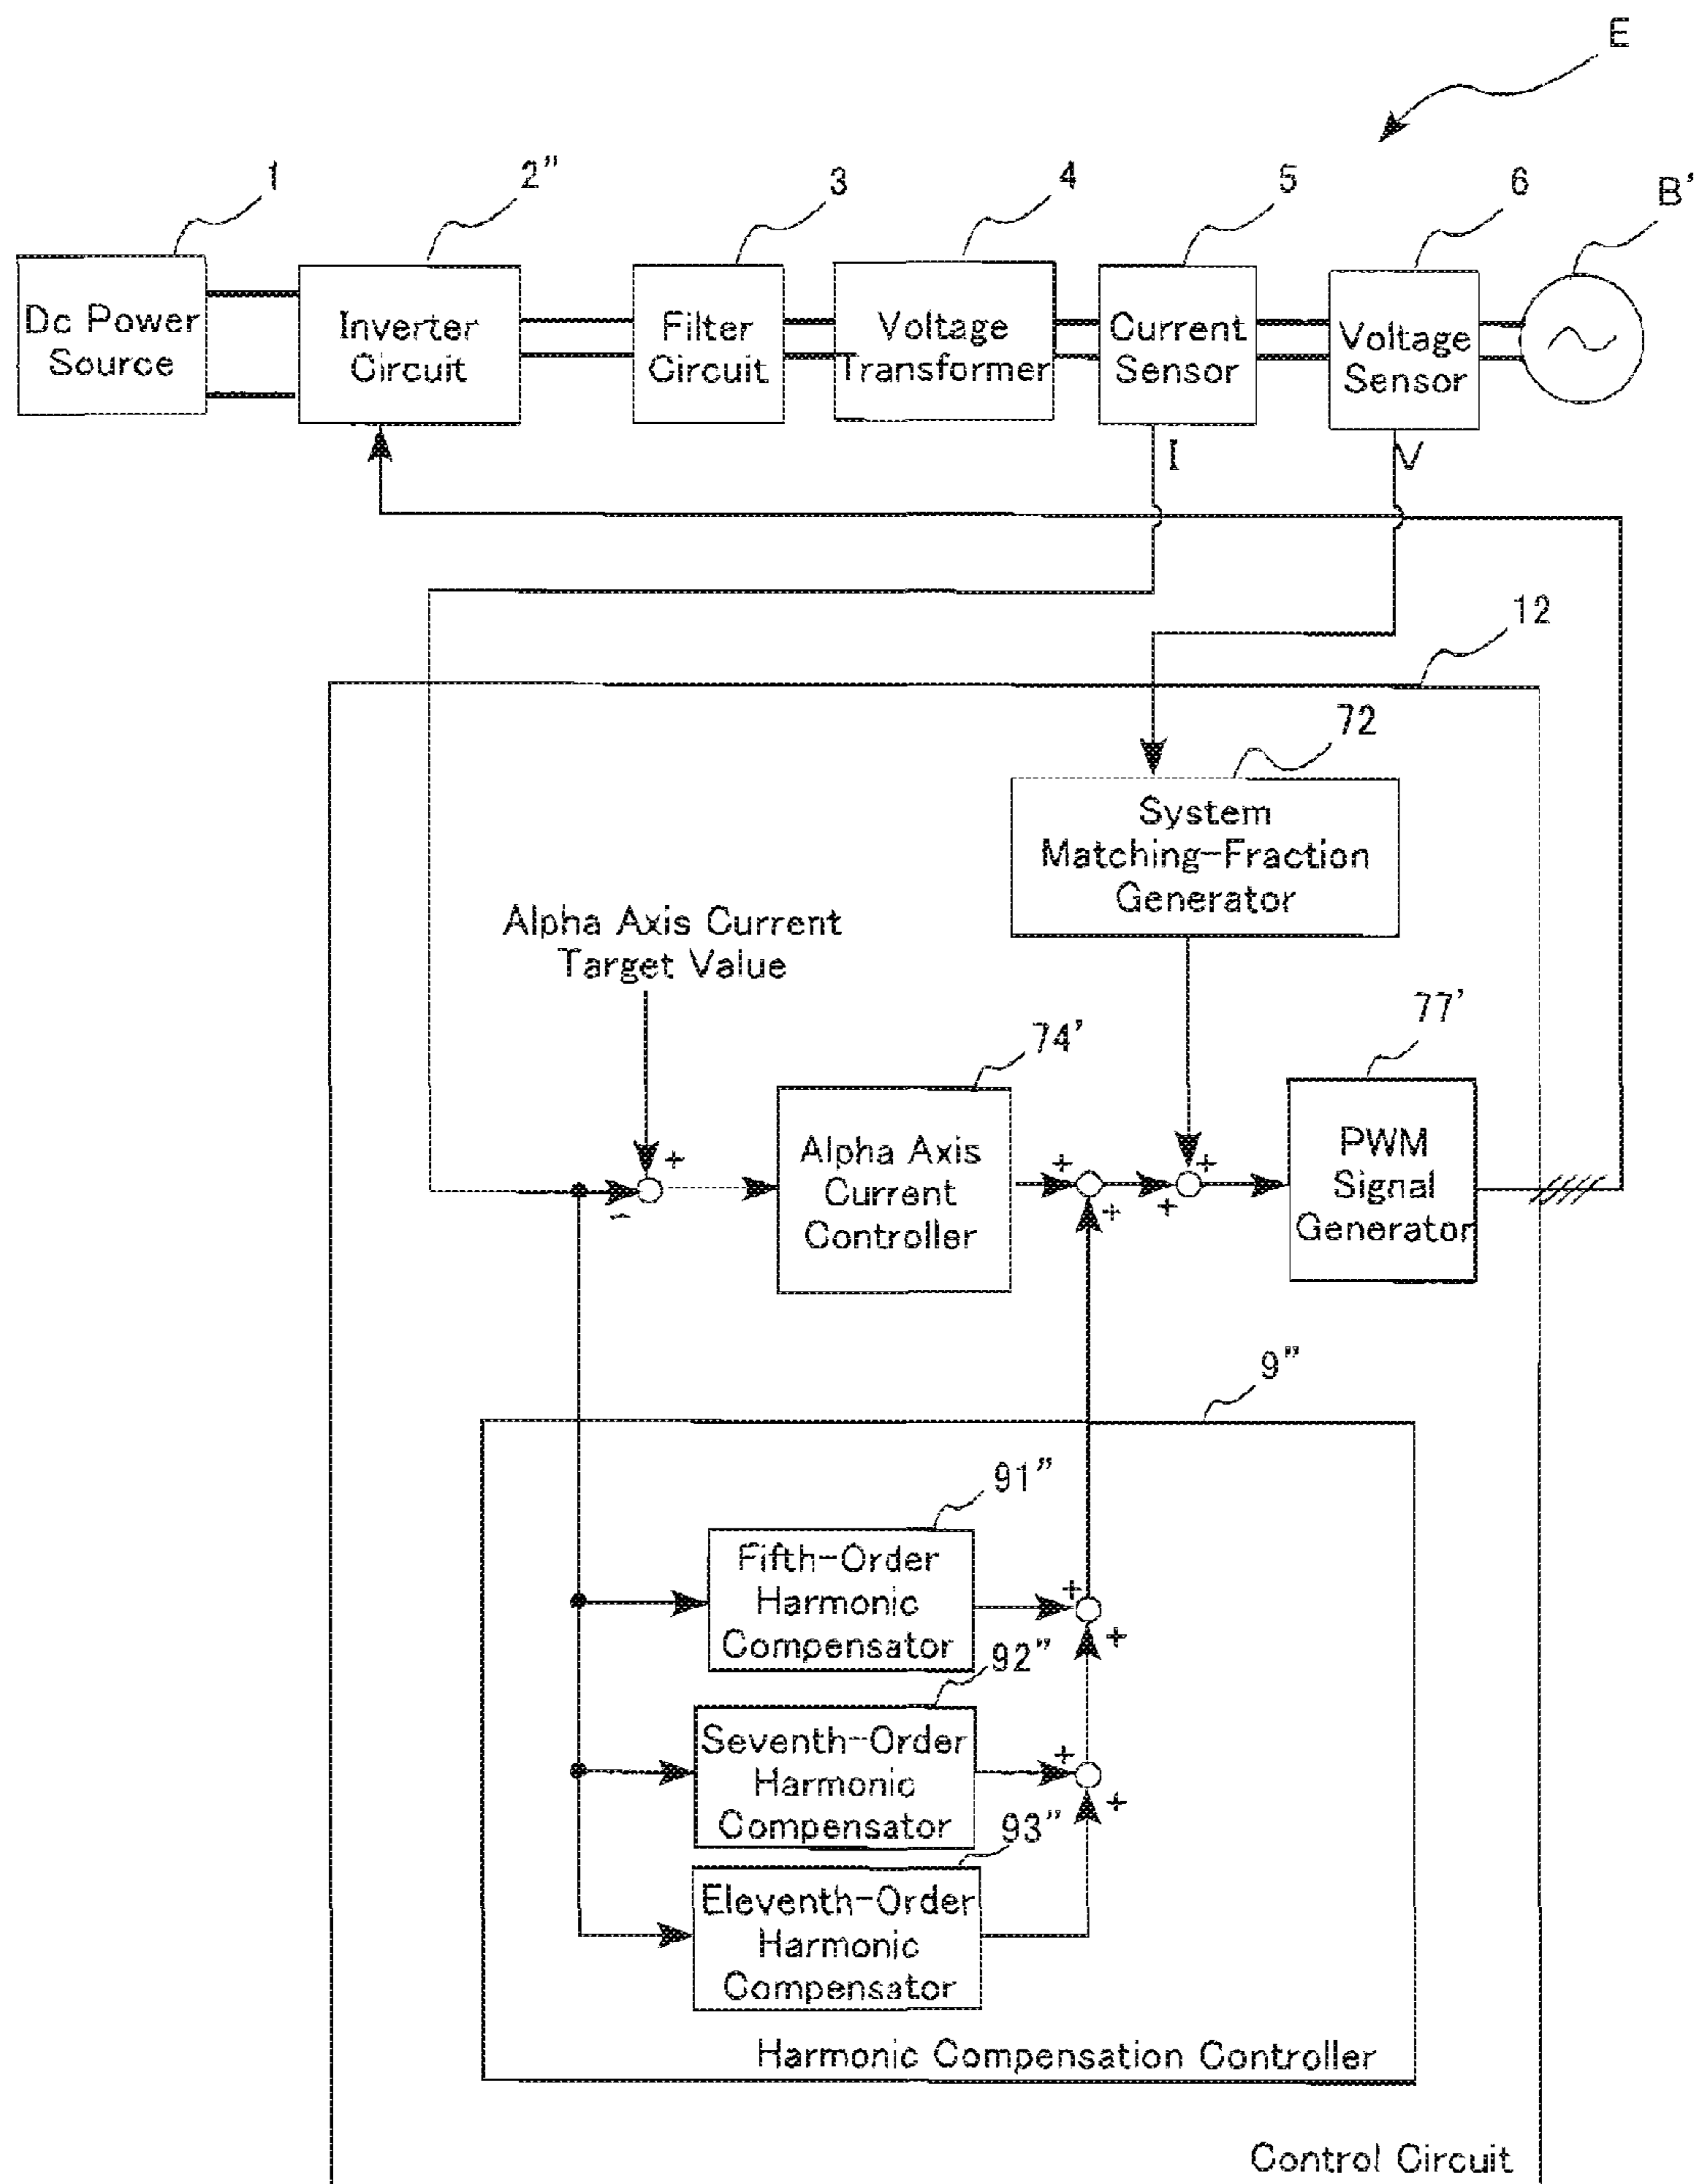 E
1
2"
3
4
5
6
B'
Dc Power
Source
Inverter
Circuit
Filter
Circuit
Voltage
Transformer
Current
Sensor
Voltage
Sensor
I
V
12
72
System
Matching-Fraction
Generator
Alpha Axis Current
Target Value
74'
77'
+
-
Alpha Axis
Current
Controller
+
+
+
+
PWM
Signal
Generator
9"
91"
Fifth-Order
Harmonic
Compensator
+
+
92"
Seventh-Order
Harmonic
Compensator
+
+
93"
Eleventh-Order
Harmonic
Compensator
Harmonic Compensation Controller
Control Circuit